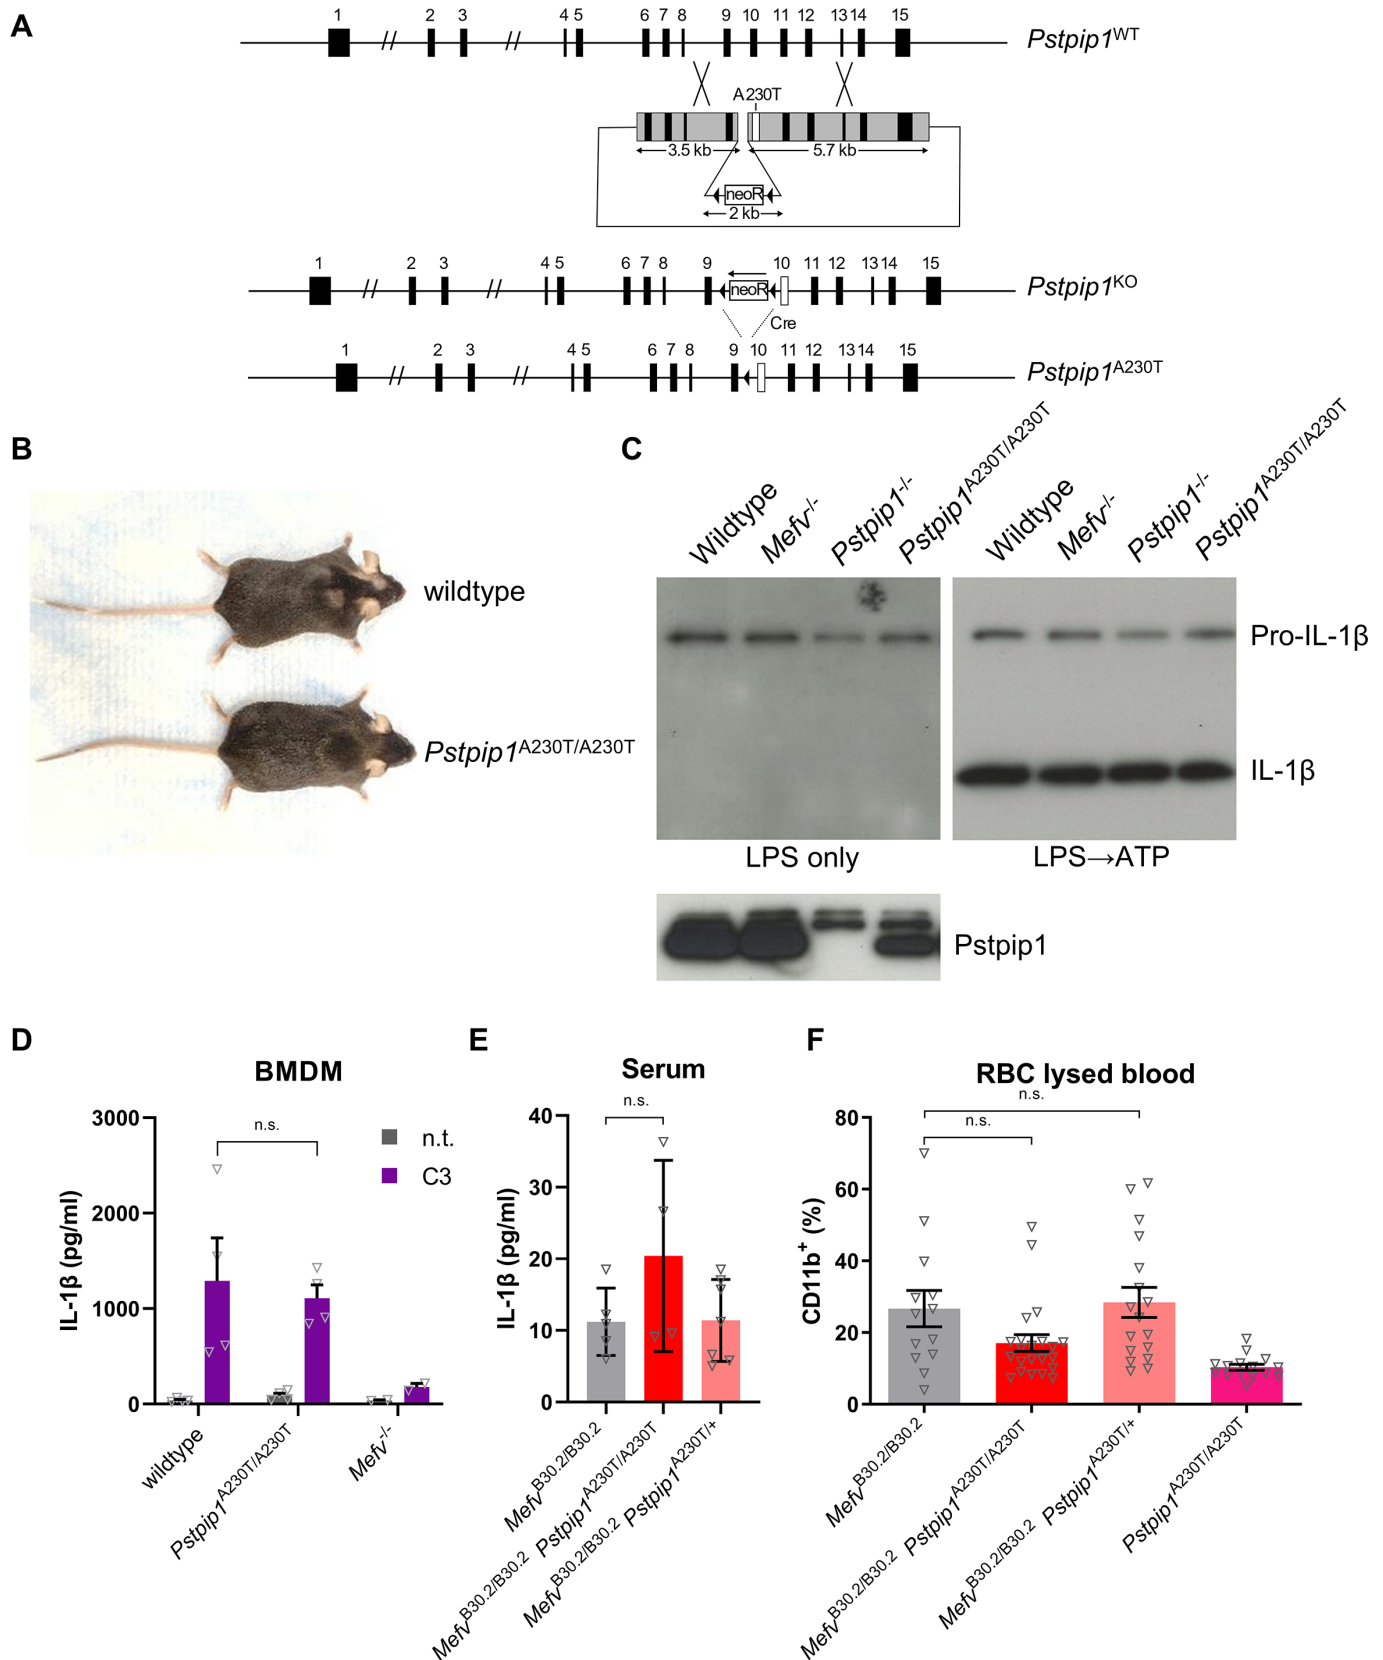 A
1 2 3 4 5 6 7 8 9 10 11 12 13 14 15
Pstpip1WT
A230T
3.5 kb 5.7 kb
neoR
2 kb
1 2 3 4 5 6 7 8 9 10 11 12 13 14 15
neoR
Pstpip1KO
Cre
1 2 3 4 5 6 7 8 9 10 11 12 13 14 15
Pstpip1A230T
B
wildtype
Pstpip1A230T/A230T
C
Wildtype Mefv-/- Pstpip1-/- Pstpip1A230T/A230T Wildtype Mefv-/- Pstpip1-/- Pstpip1A230T/A230T
Pro-IL-1β
IL-1β
LPS only LPS→ATP
Pstpip1
D
BMDM
IL-1β (pg/ml)
3000
2000
1000
0
n.s.
n.t.
C3
wildtype
Pstpip1A230T/A230T
Mefv-/-
E
Serum
IL-1β (pg/ml)
40
30
20
10
0
n.s.
MefvB30.2/B30.2
MefvB30.2/B30.2 Pstpip1A230T/A230T
MefvB30.2/B30.2 Pstpip1A230T/+
F
RBC lysed blood
CD11b+ (%)
80
60
40
20
0
n.s.
n.s.
MefvB30.2/B30.2
MefvB30.2/B30.2 Pstpip1A230T/A230T
MefvB30.2/B30.2 Pstpip1A230T/+
Pstpip1A230T/A230T